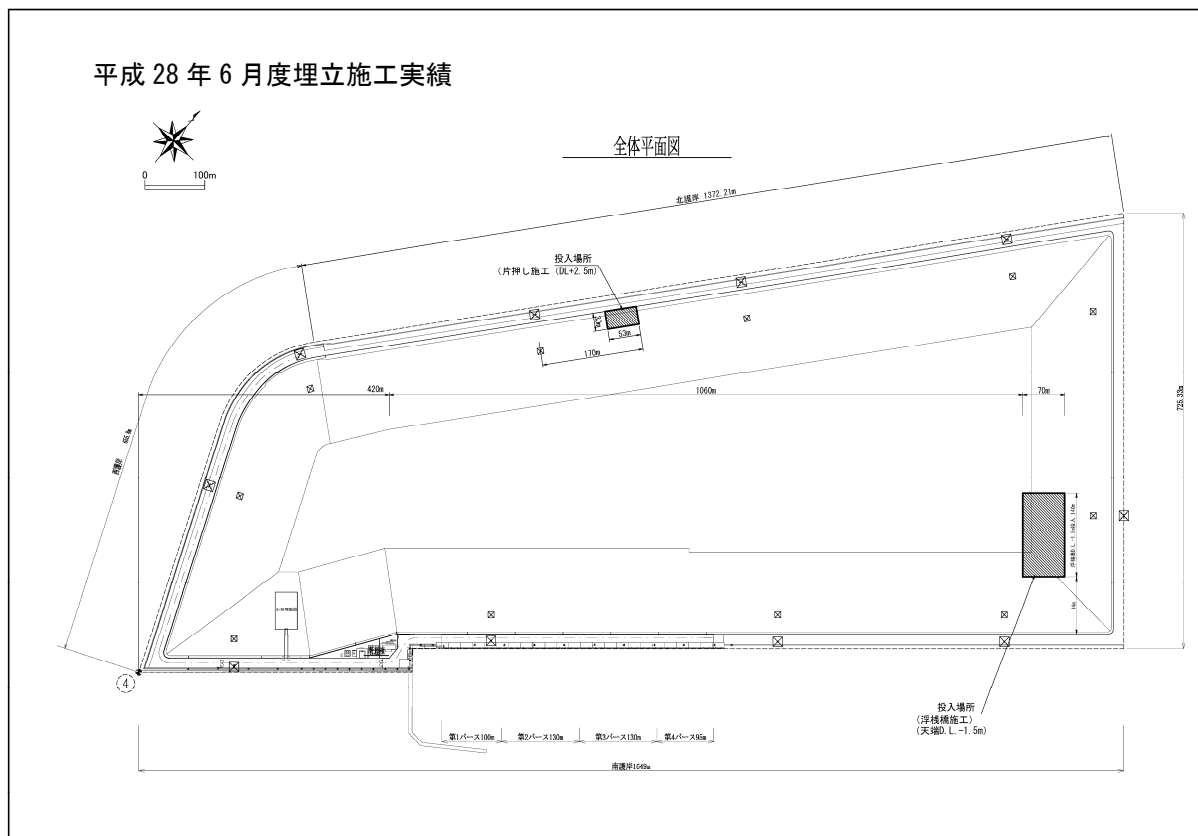 平成 28 年 6 月度埋立施工実績
全体平面図
0 100m
北護岸 1372.21m
投入場所
(片押し施工 (DL+2.5m)
53m
170m
420m
1060m
70m
725.33m
投入場所
(浮桟橋施工)
(天端D.L.-1.5m)
④
第1バース100m
第2バース130m
第3バース130m
第4バース95m
南護岸1649m